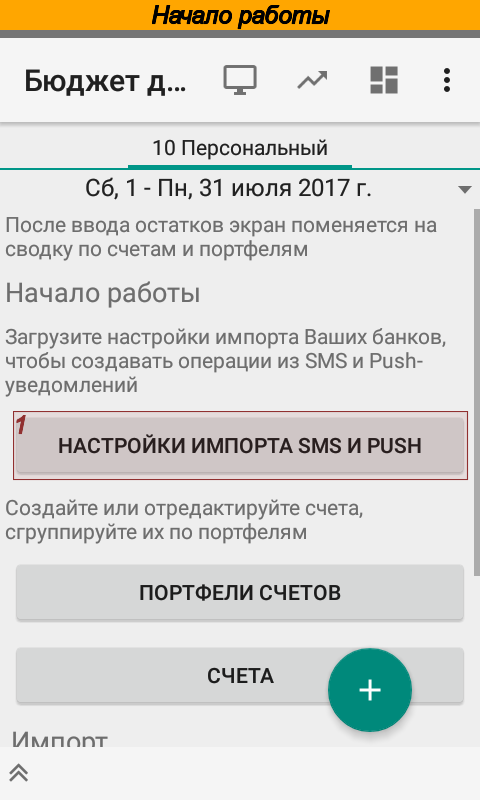 Начало работы
Бюджет д...
10 Персональный
Сб, 1 - Пн, 31 июля 2017 г.
После ввода остатков экран поменяется на
сводку по счетам и портфелям
Начало работы
Загрузите настройки импорта Ваших банков,
чтобы создавать операции из SMS и Push-
уведомлений
1
НАСТРОЙКИ ИМПОРТА SMS И PUSH
Создайте или отредактируйте счета,
сгруппируйте их по портфелям
ПОРТФЕЛИ СЧЕТОВ
СЧЕТА
Импорт